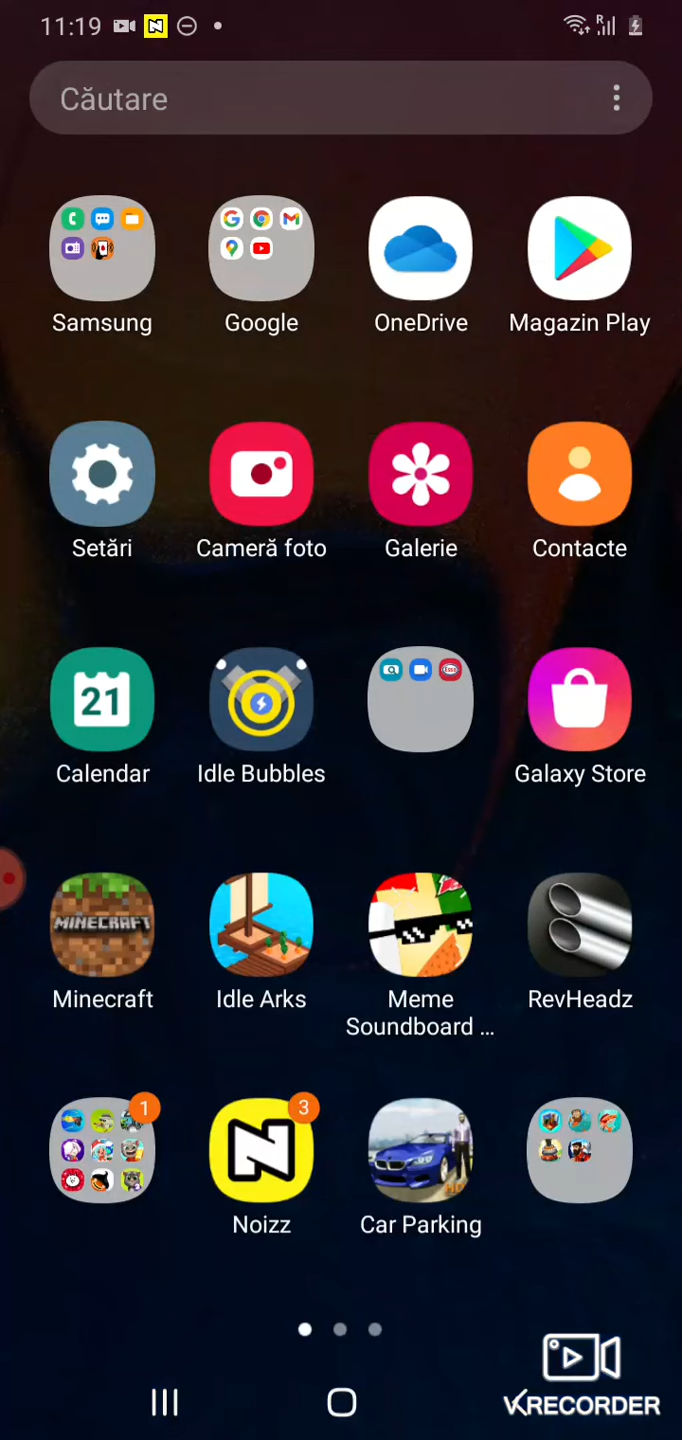 11:19
Căutare
Samsung
Google
OneDrive
Magazin Play
Setări
Cameră foto
Galerie
Contacte
21
Calendar
Idle Bubbles
Galaxy Store
MINECRAFT
Minecraft
Idle Arks
Meme
Soundboard ...
RevHeadz
1
3
N
Noizz
Car Parking
VRECORDER